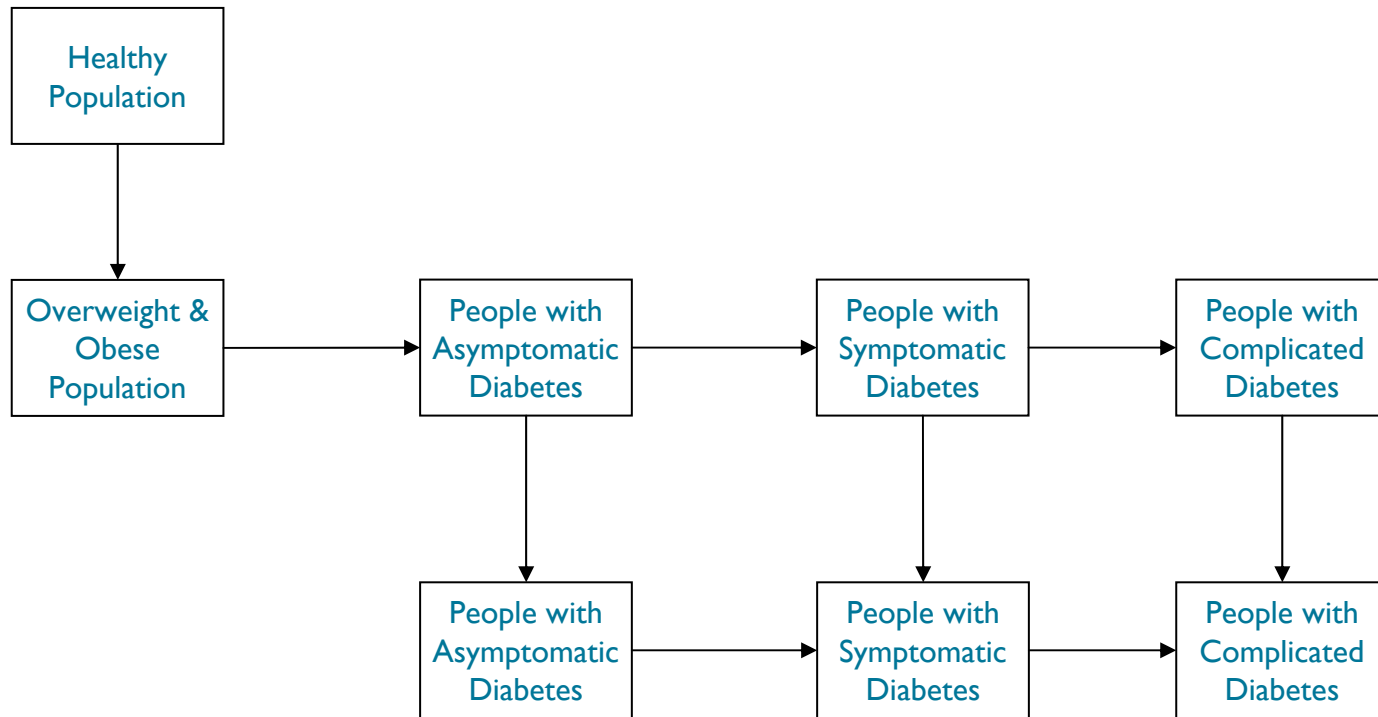 Healthy
Population
Overweight &
Obese
Population
People with
Asymptomatic
Diabetes
People with
Symptomatic
Diabetes
People with
Complicated
Diabetes
People with
Asymptomatic
Diabetes
People with
Symptomatic
Diabetes
People with
Complicated
Diabetes